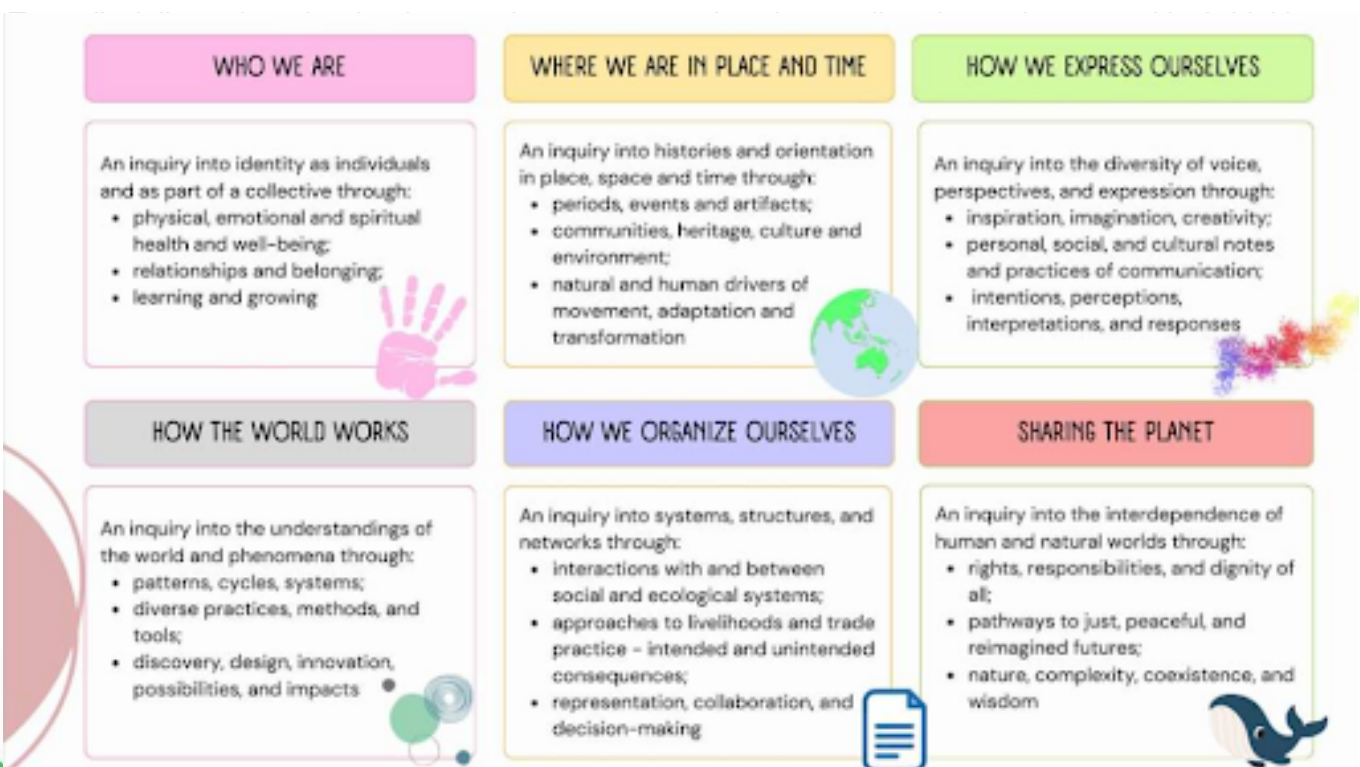 WHO WE ARE
An inquiry into identity as individuals
and as part of a collective through:
• physical, emotional and spiritual
health and well-being;
• relationships and belonging;
• learning and growing
WHERE WE ARE IN PLACE AND TIME
An inquiry into histories and orientation
in place, space and time through:
• periods, events and artifacts;
• communities, heritage, culture and
environment;
• natural and human drivers of
movement, adaptation and
transformation
HOW WE EXPRESS OURSELVES
An inquiry into the diversity of voice,
perspectives, and expression through:
• inspiration, imagination, creativity;
• personal, social, and cultural notes
and practices of communication;
• intentions, perceptions,
interpretations, and responses
HOW THE WORLD WORKS
An inquiry into the understandings of
the world and phenomena through:
• patterns, cycles, systems;
• diverse practices, methods, and
tools;
• discovery, design, innovation,
possibilities, and impacts
HOW WE ORGANIZE OURSELVES
An inquiry into systems, structures, and
networks through:
• interactions with and between
social and ecological systems;
• approaches to livelihoods and trade
practice - intended and unintended
consequences;
• representation, collaboration, and
decision-making
SHARING THE PLANET
An inquiry into the interdependence of
human and natural worlds through:
• rights, responsibilities, and dignity of
all;
• pathways to just, peaceful, and
reimagined futures;
• nature, complexity, coexistence, and
wisdom